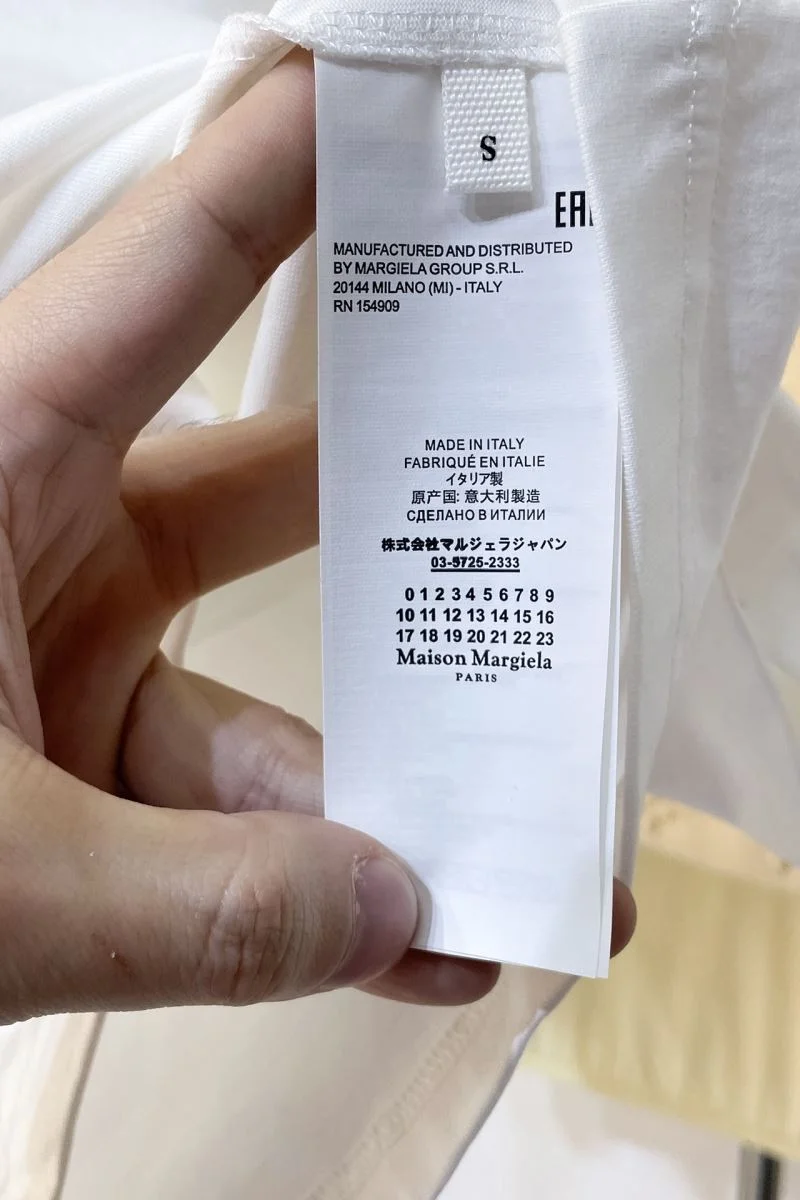 S
MANUFACTURED AND DISTRIBUTED
BY MARGIELA GROUP S.R.L.
20144 MILANO (MI) - ITALY
RN 154909
MADE IN ITALY
FABRIQUÉ EN ITALIE
イタリア製
原产国: 意大利製造
СДЕЛАНО В ИТАЛИИ
株式会社マルジェラジャパン
03-5725-2333
0 1 2 3 4 5 6 7 8 9
10 11 12 13 14 15 16
17 18 19 20 21 22 23
Maison Margiela
PARIS